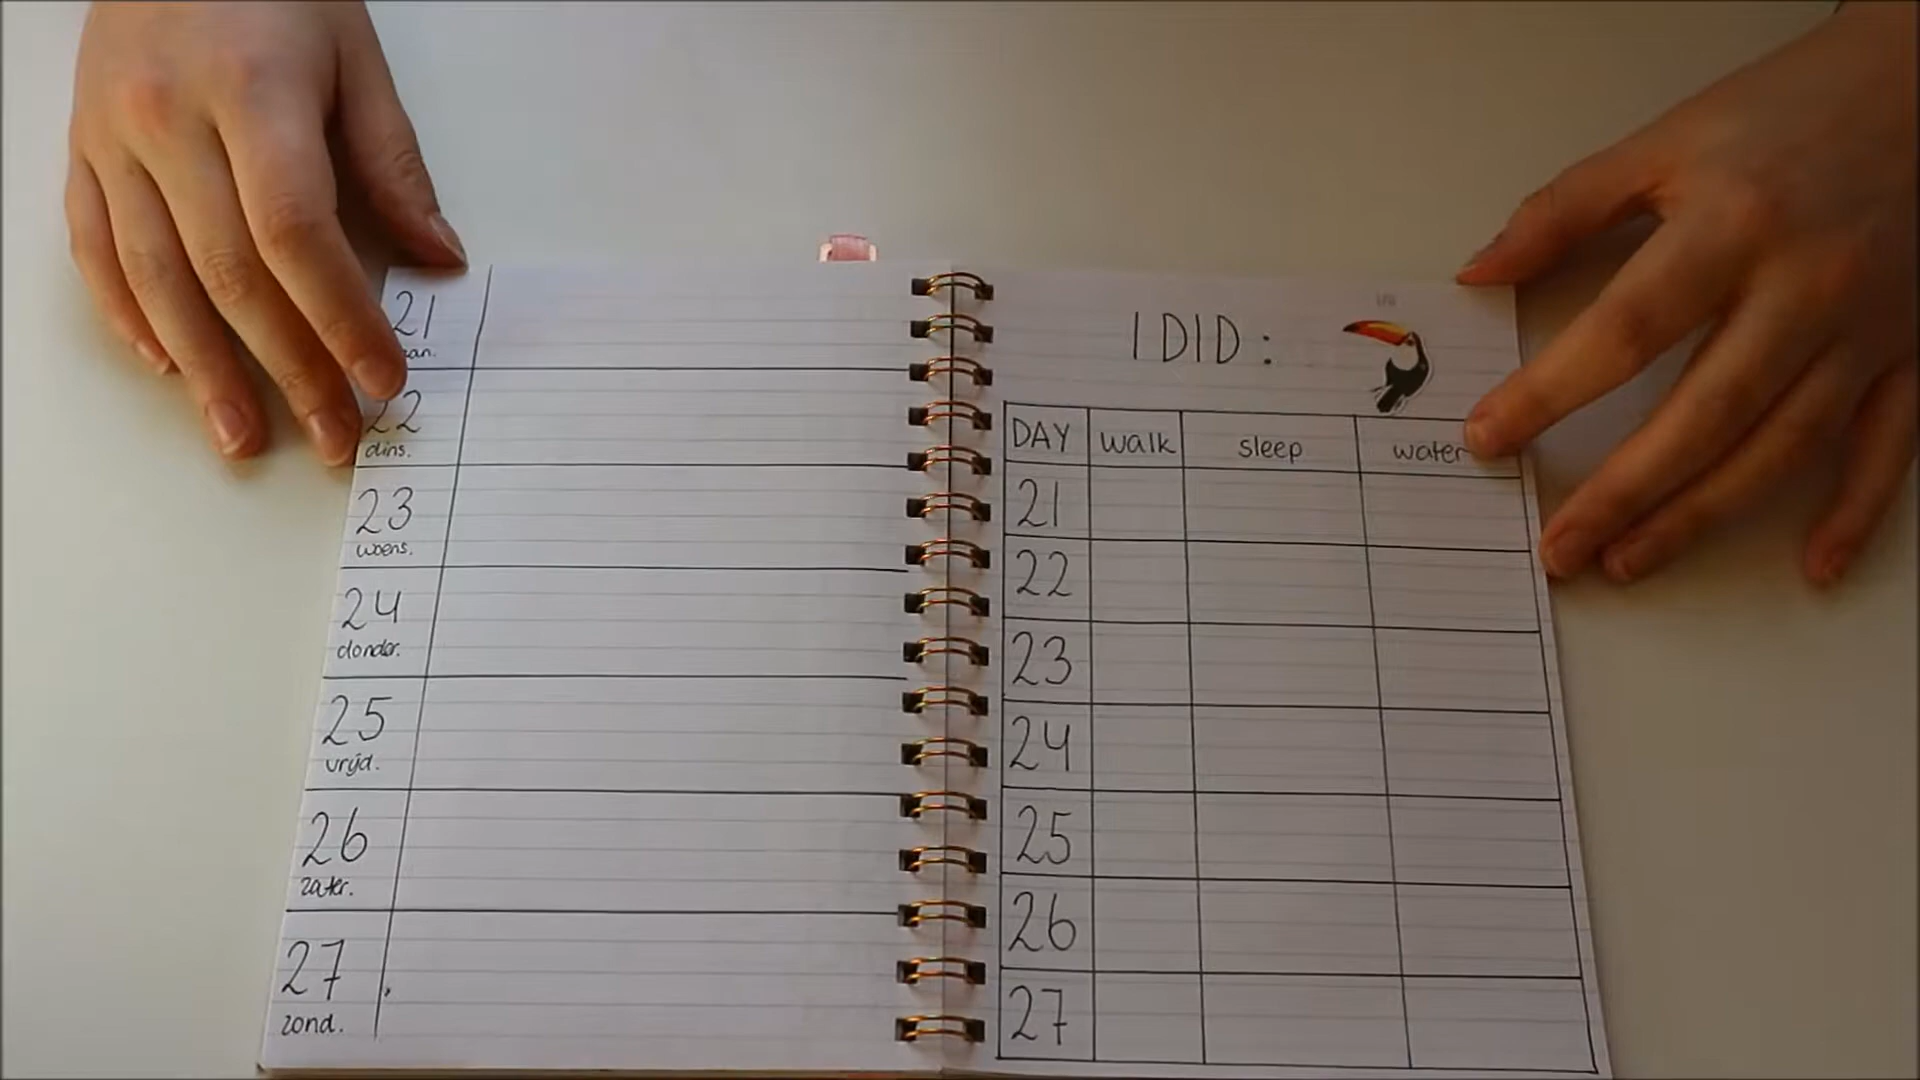 21
22
dins.
23
woens.
24
donder.
25
vrijd.
26
zater.
27
zond.
I DID :
DAY walk sleep water
21
22
23
24
25
26
27